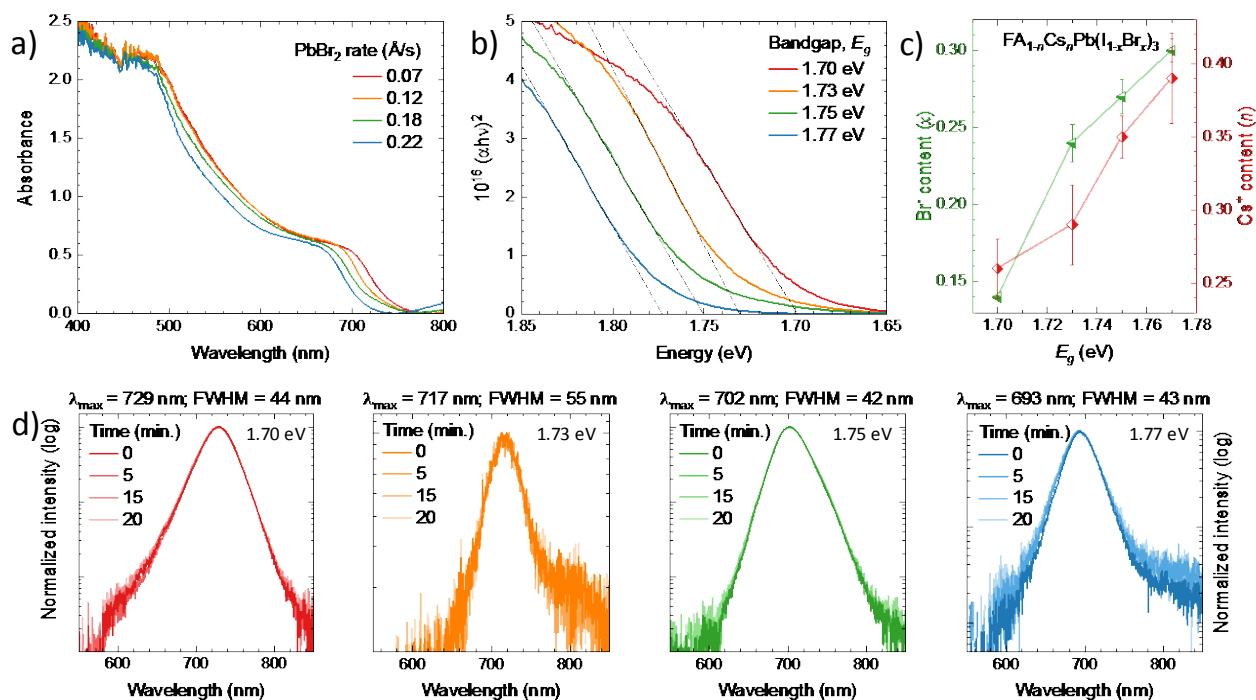 a)
2.5
2.0
1.5
1.0
0.5
0.0
Absorbance
PbBr2 rate (Å/s)
0.07
0.12
0.18
0.22
400 500 600 700 800
Wavelength (nm)
b)
5
4
3
2
1
0
10^16 (αhν)^2
Bandgap, Eg
1.70 eV
1.73 eV
1.75 eV
1.77 eV
1.85 1.80 1.75 1.70 1.65
Energy (eV)
c)
FA1-nCsnPb(I1-xBrx)3
0.30
0.25
0.20
0.15
Br- content (x)
0.40
0.35
0.30
0.25
Cs+ content (n)
1.70 1.72 1.74 1.76 1.78
Eg (eV)
d)
λmax = 729 nm; FWHM = 44 nm
Time (min.)
0
5
15
20
1.70 eV
Normalized intensity (log)
600 700 800
Wavelength (nm)
λmax = 717 nm; FWHM = 55 nm
Time (min.)
0
5
15
20
1.73 eV
600 700 800
Wavelength (nm)
λmax = 702 nm; FWHM = 42 nm
Time (min.)
0
5
15
20
1.75 eV
600 700 800
Wavelength (nm)
λmax = 693 nm; FWHM = 43 nm
Time (min.)
0
5
15
20
1.77 eV
600 700 800
Wavelength (nm)
Normalized intensity (log)